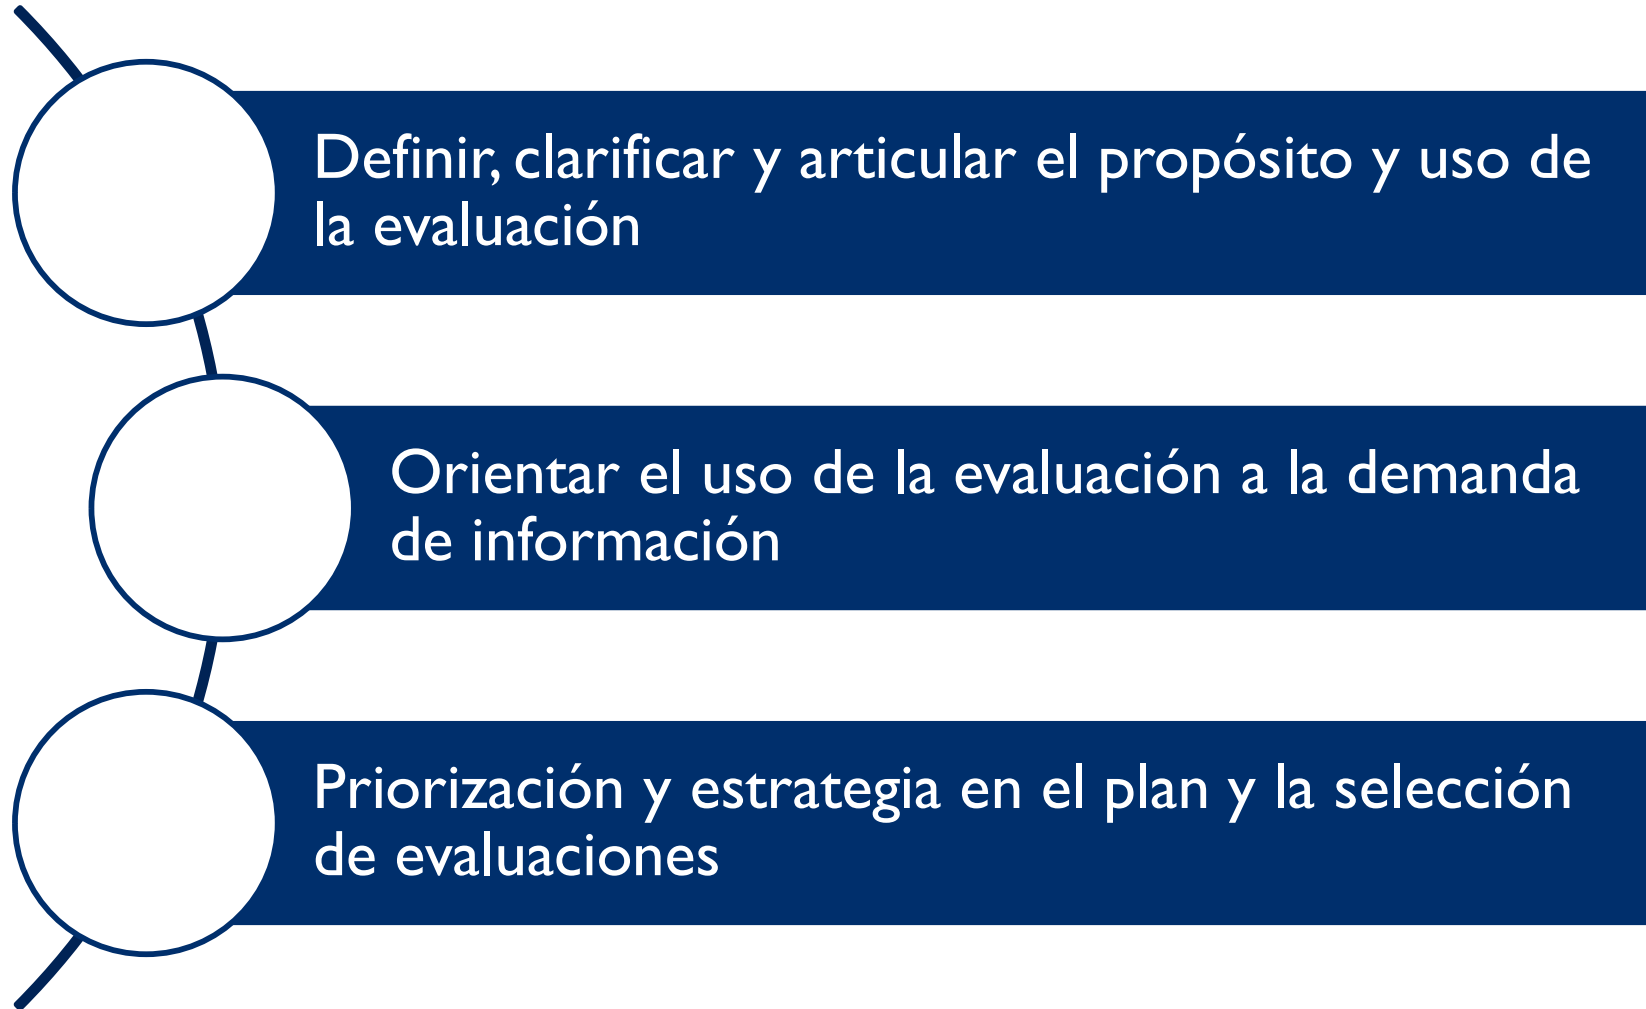 Definir, clarificar y articular el propósito y uso de
la evaluación
Orientar el uso de la evaluación a la demanda
de información
Priorización y estrategia en el plan y la selección
de evaluaciones